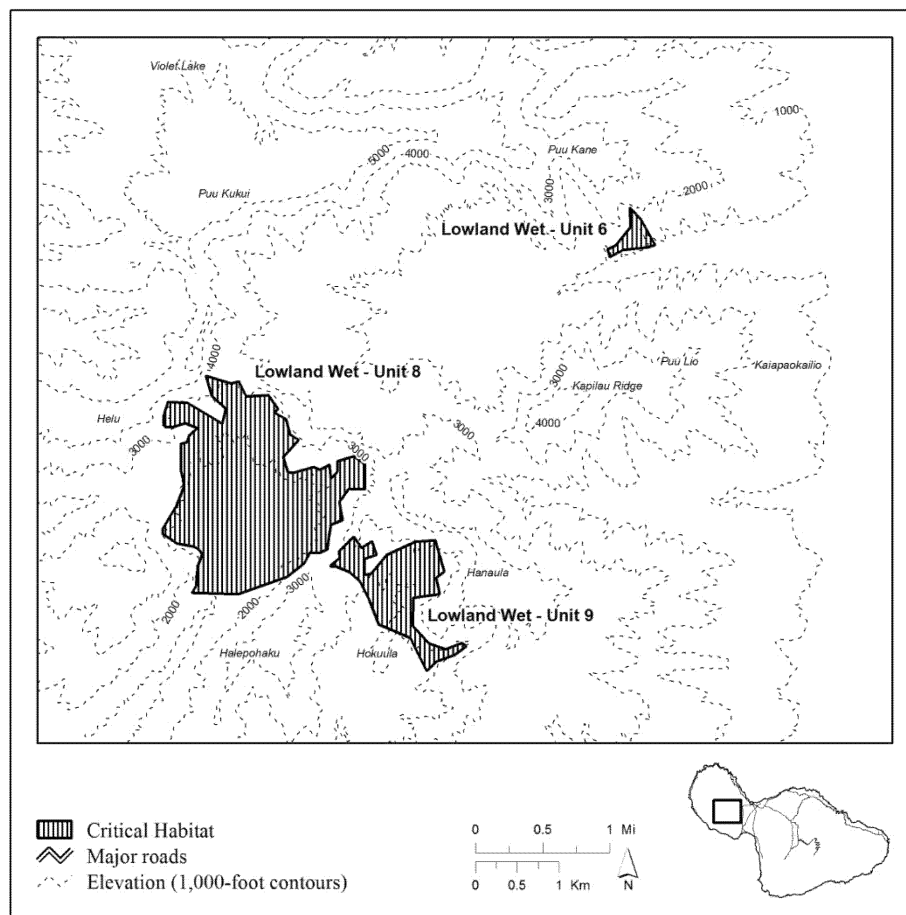 Violet Lake
1000
Puu Kane
5000
4000
3000
2000
Puu Kukui
Lowland Wet - Unit 6
4000
Lowland Wet - Unit 8
3000
Puu Lio
Kaiapaokailio
Kapilau Ridge
Helu
3000
3000
4000
3000
Hanaula
3000
2000
2000
Lowland Wet - Unit 9
Halepohaku
Hokuula
Critical Habitat
Major roads
Elevation (1,000-foot contours)
0 0.5 1 Mi
0 0.5 1 Km
N